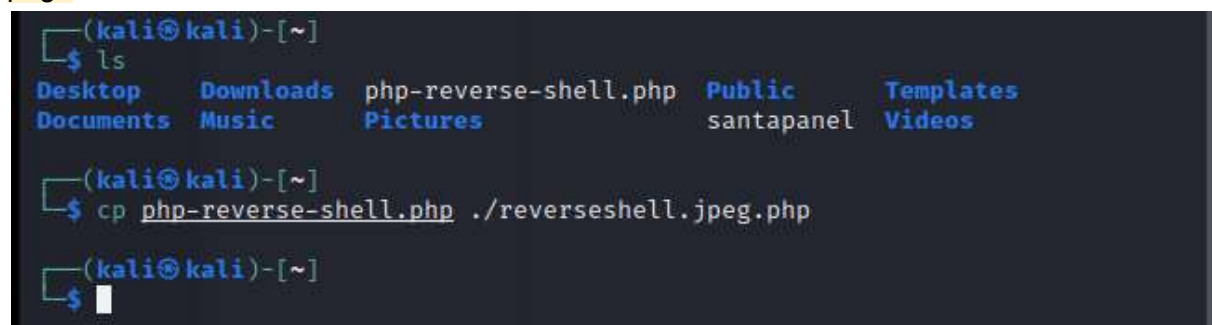 (kali㉿kali)-[~]
$ ls
Desktop Downloads php-reverse-shell.php Public Templates
Documents Music Pictures santapanel Videos
(kali㉿kali)-[~]
$ cp php-reverse-shell.php ./reverseshell.jpeg.php
(kali㉿kali)-[~]
$